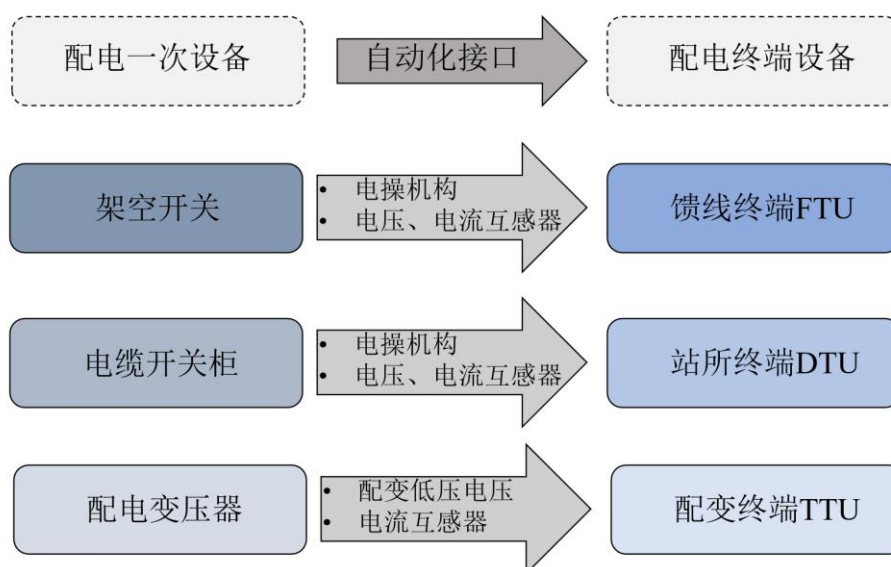 配电一次设备
自动化接口
配电终端设备
架空开关
• 电操机构
• 电压、电流互感器
馈线终端FTU
电缆开关柜
• 电操机构
• 电压、电流互感器
站所终端DTU
配电变压器
• 配变低压电压
• 电流互感器
配变终端TTU